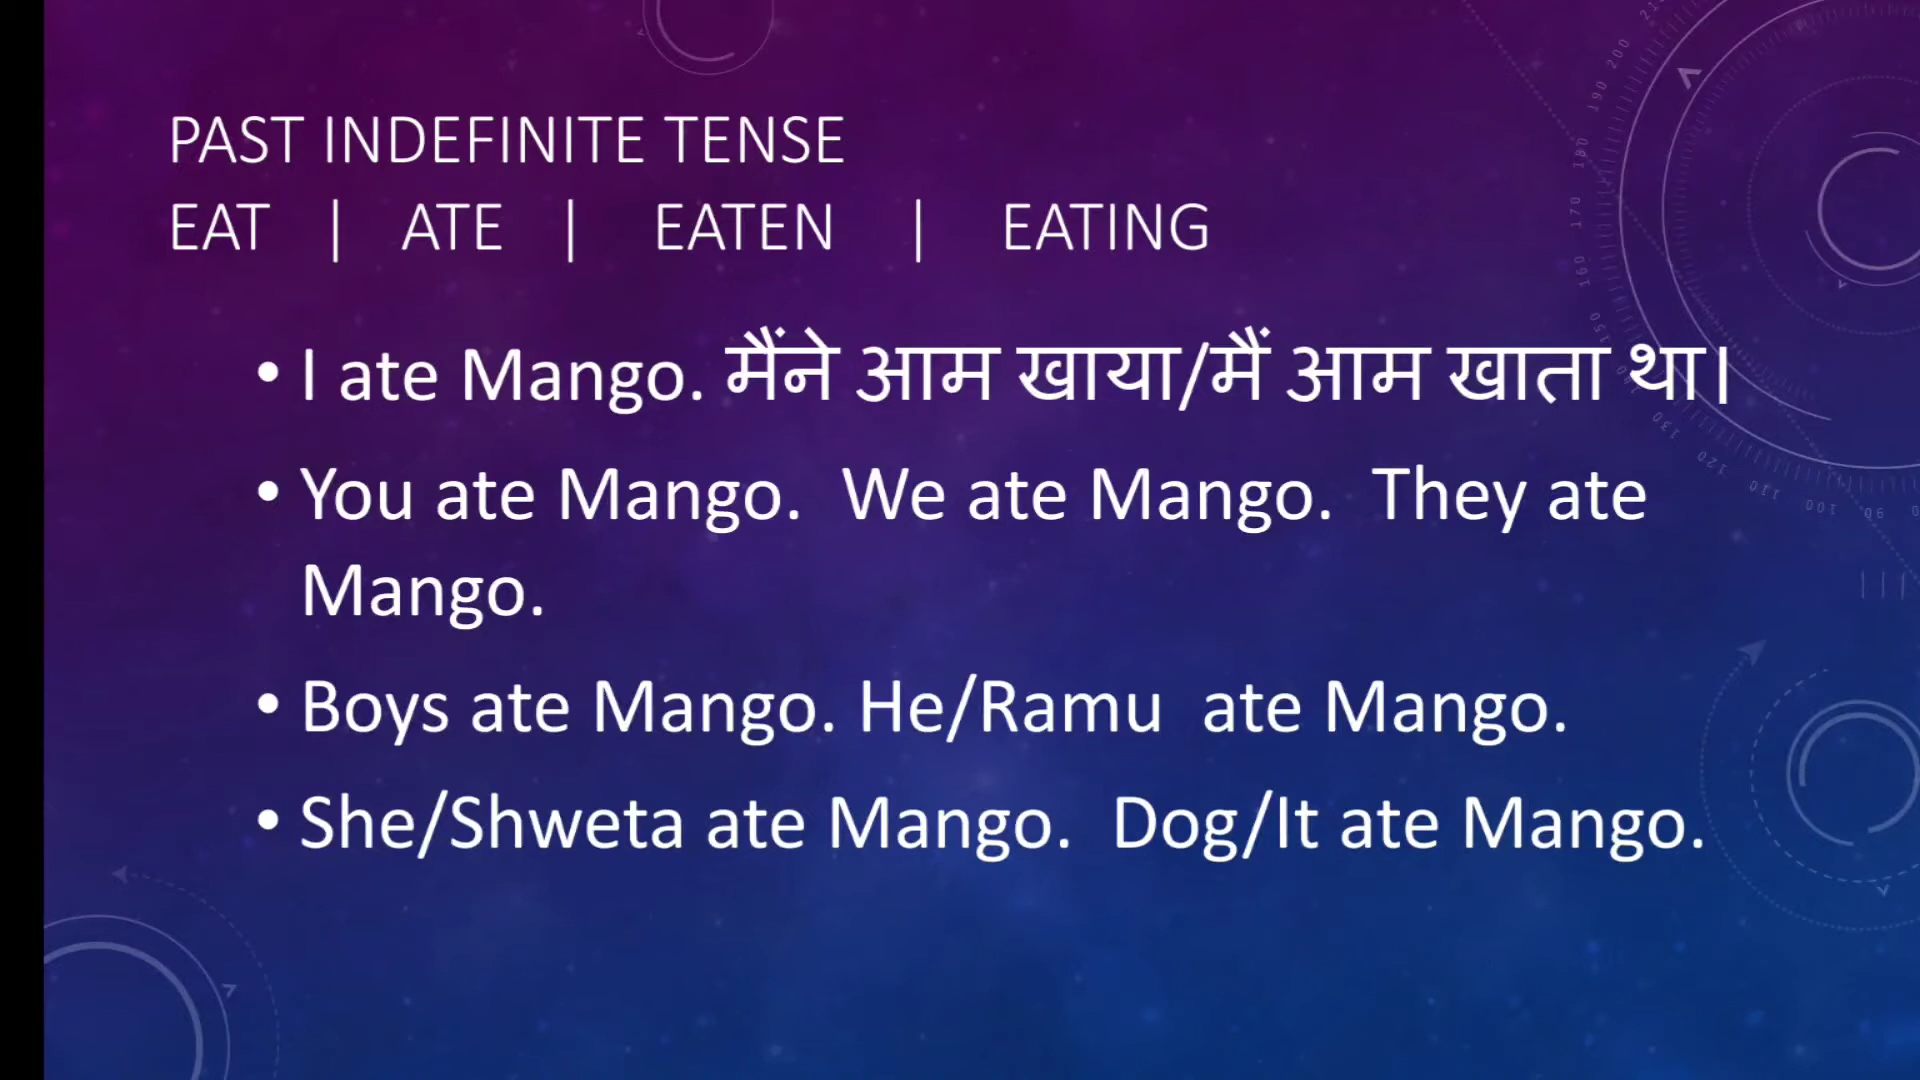 PAST INDEFINITE TENSE
EAT | ATE | EATEN | EATING
• I ate Mango. मैंने आम खाया/मैं आम खाता था।
• You ate Mango. We ate Mango. They ate
Mango.
• Boys ate Mango. He/Ramu ate Mango.
• She/Shweta ate Mango. Dog/It ate Mango.